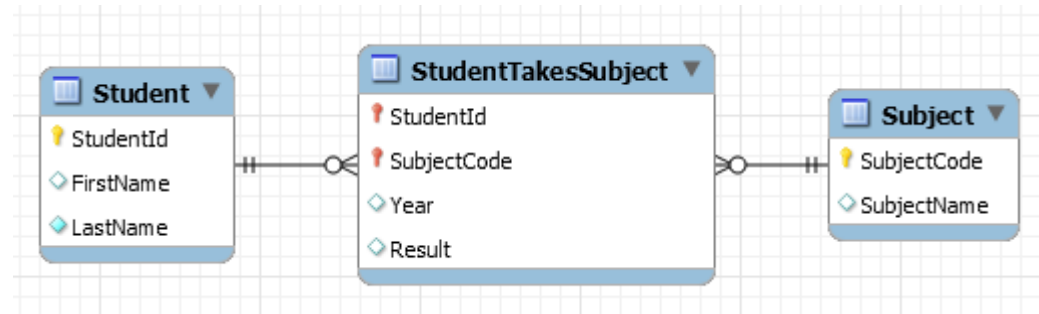 Student
StudentId
FirstName
LastName
StudentTakesSubject
StudentId
SubjectCode
Year
Result
Subject
SubjectCode
SubjectName